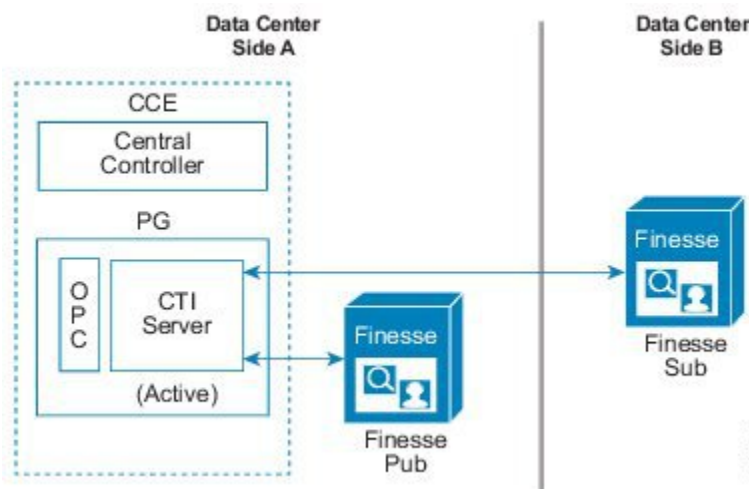 Data Center
Side A
Data Center
Side B
CCE
Central
Controller
PG
O
P
C
CTI
Server
(Active)
Finesse
Finesse
Pub
Finesse
Finesse
Sub